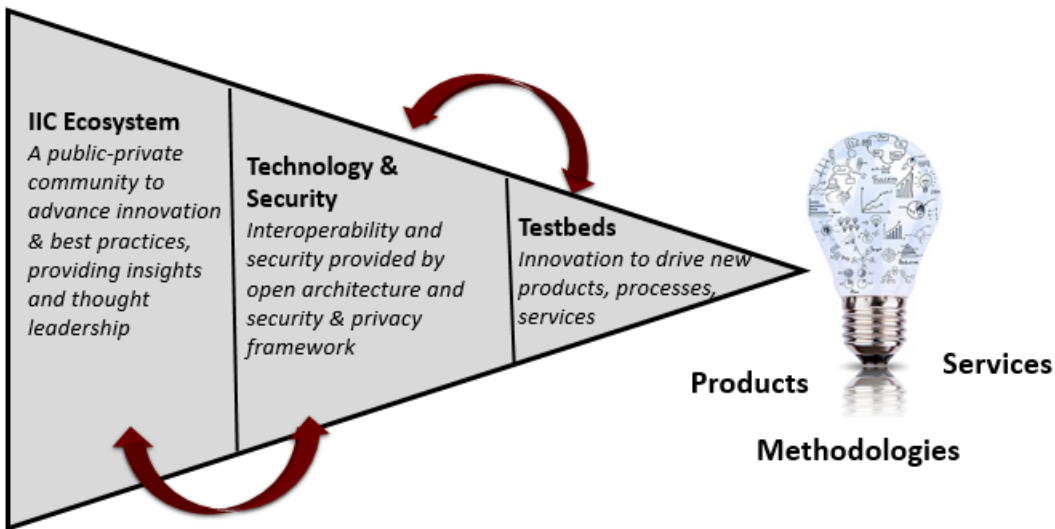 IIC Ecosystem
A public-private
community to
advance innovation
& best practices,
providing insights
and thought
leadership
Technology &
Security
Interoperability and
security provided by
open architecture and
security & privacy
framework
Testbeds
Innovation to drive new
products, processes,
services
Products
Services
Methodologies